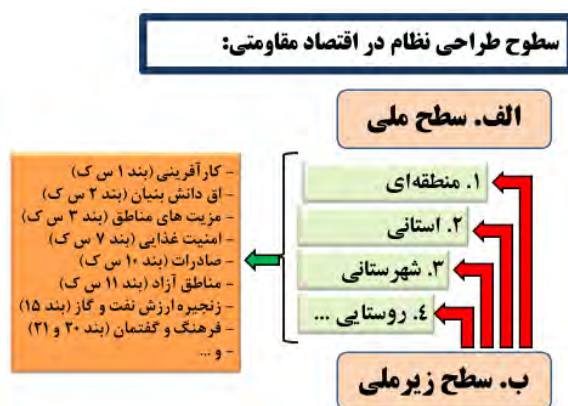 سطوح طراحی نظام در اقتصاد مقاومتی:
الف. سطح ملی
۱. منطقه‌ای
۲. استانی
۳. شهرستانی
۴. روستایی ...
- کارآفرینی (بند ۱ س ک)
- اق دانش بنیان (بند ۲ س ک)
- مزیت های مناطق (بند ۳ س ک)
- امنیت غذایی (بند ۷ س ک)
- صادرات (بند ۱۰ س ک)
- مناطق آزاد (بند ۱۱ س ک)
- زنجیره ارزش نفت و گاز (بند ۱۵)
- فرهنگ و گفتمان (بند ۲۰ و ۲۱)
- و ...
ب. سطح زیرملی